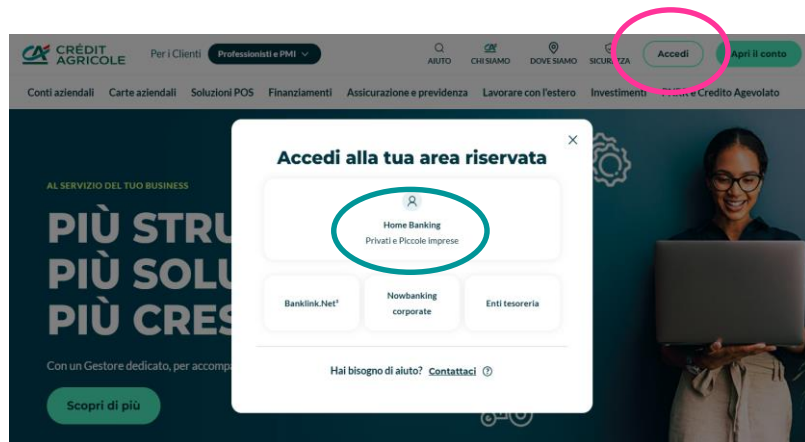 CRÉDIT
AGRICOLE
Per i Clienti
Professionisti e PMI
AIUTO
CHI SIAMO
DOVE SIAMO
SICUREZZA
Accedi
Apri il conto
Conti aziendali Carte aziendali Soluzioni POS Finanziamenti Assicurazione e previdenza Lavorare con l'estero Investimenti PNRR e Credito Agevolato
AL SERVIZIO DEL TUO BUSINESS
PIÙ STRU
PIÙ SOLU
PIÙ CRES
Con un Gestore dedicato, per accompa
Scopri di più
Accedi alla tua area riservata
Home Banking
Privati e Piccole imprese
Banklink.Net²
Nowbanking
corporate
Enti tesoreria
Hai bisogno di aiuto? Contattaci